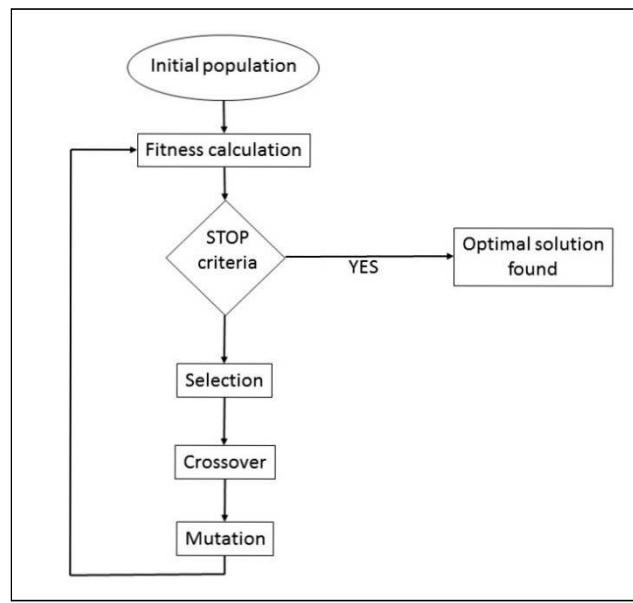 Initial population
Fitness calculation
STOP
criteria
YES
Optimal solution
found
Selection
Crossover
Mutation